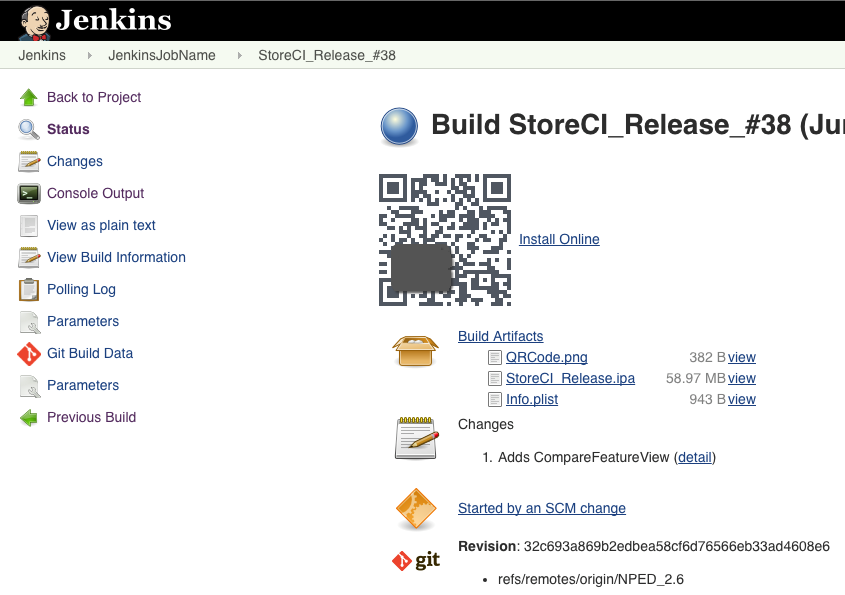 Jenkins
Jenkins JenkinsJobName StoreCI_Release_#38
Back to Project
Status
Changes
Console Output
View as plain text
View Build Information
Polling Log
Parameters
Git Build Data
Parameters
Previous Build
Build StoreCI_Release_#38 (Jun
Install Online
Build Artifacts
QRCode.png 382 B view
StoreCI_Release.ipa 58.97 MB view
Info.plist 943 B view
Changes
1. Adds CompareFeatureView (detail)
Started by an SCM change
git
Revision: 32c693a869b2edbea58cf6d76566eb33ad4608e6
• refs/remotes/origin/NPED_2.6